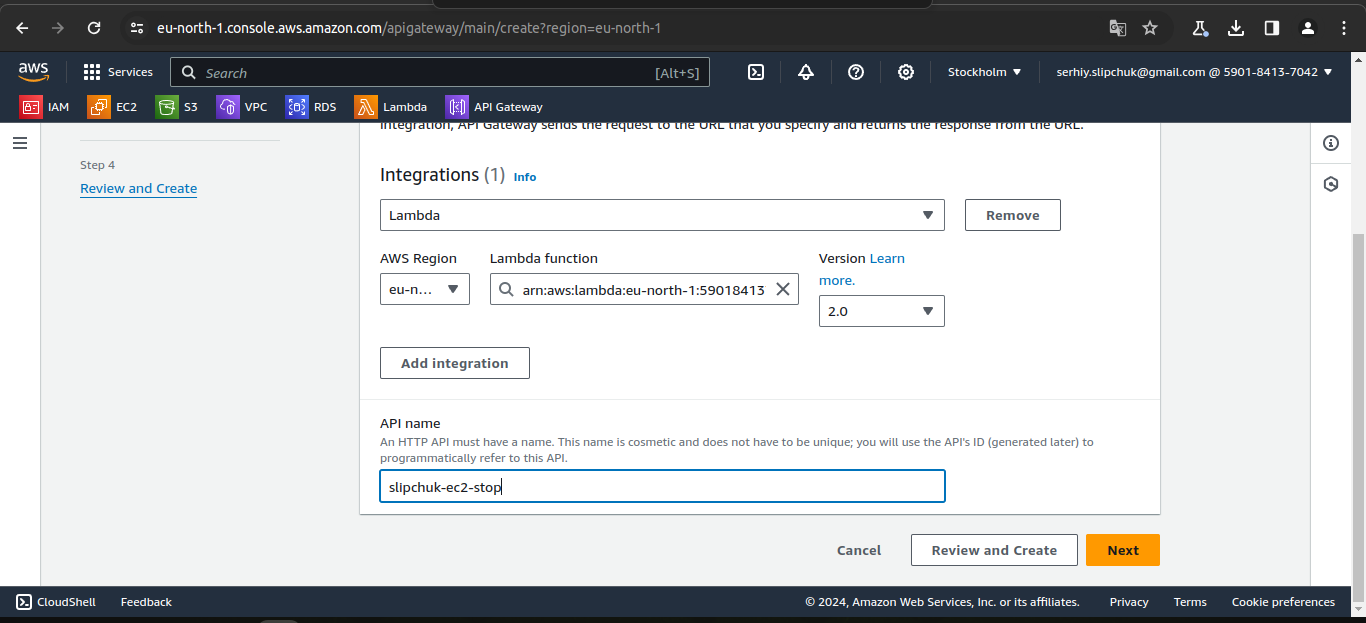 eu-north-1.console.aws.amazon.com/apigateway/main/create?region=eu-north-1
aws Services Search [Alt+S] Stockholm serhiy.slipchuk@gmail.com @ 5901-8413-7042
IAM EC2 S3 VPC RDS Lambda API Gateway
integration, API Gateway sends the request to the URL that you specify and returns the response from the URL.
Step 4
Review and Create
Integrations (1) Info
Lambda
Remove
AWS Region
eu-n...
Lambda function
arn:aws:lambda:eu-north-1:59018413
Version Learn
more.
2.0
Add integration
API name
An HTTP API must have a name. This name is cosmetic and does not have to be unique; you will use the API's ID (generated later) to
programmatically refer to this API.
slipchuk-ec2-stop
Cancel Review and Create Next
CloudShell Feedback © 2024, Amazon Web Services, Inc. or its affiliates. Privacy Terms Cookie preferences